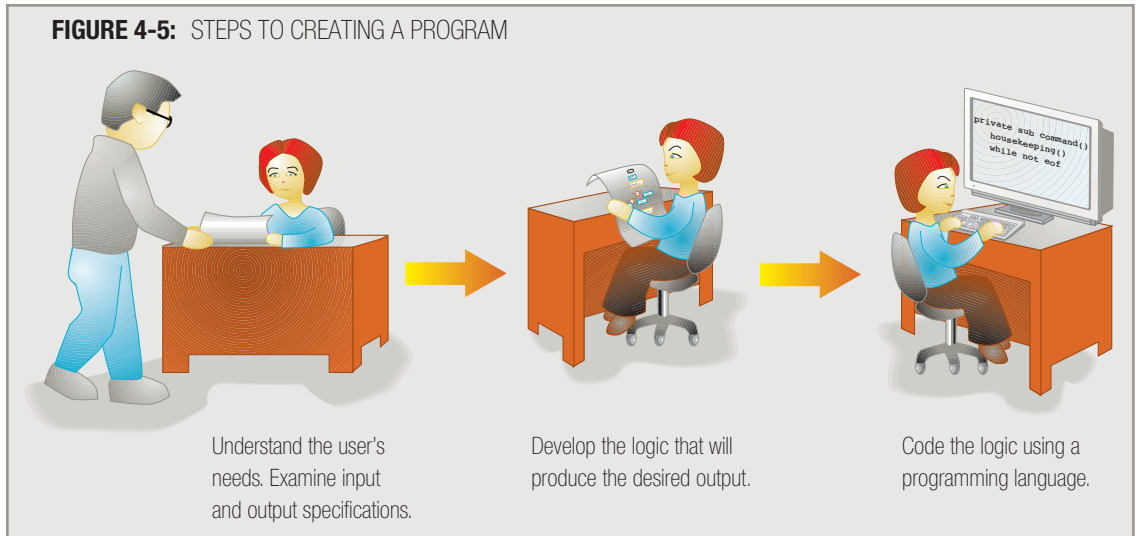 FIGURE 4-5: STEPS TO CREATING A PROGRAM
private sub command()
housekeeping()
while not eof
Understand the user's
needs. Examine input
and output specifications.
Develop the logic that will
produce the desired output.
Code the logic using a
programming language.